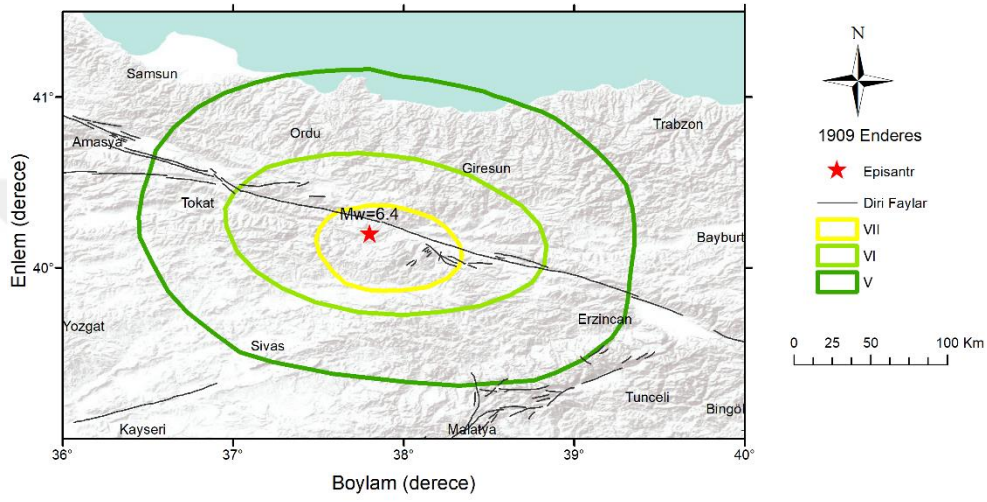 Samsun
41°
Ordu
Trabzon
Amasya
Giresun
Tokat
Mw=6.4
Enlem (derece)
Bayburt
40°
Erzincan
Yozgat
Sivas
Tunceli
Bingöl
Kayseri
Malatya
36°
37°
38°
39°
40°
Boylam (derece)
N
1909 Enderes
Episantr
Diri Faylar
VII
VI
V
0 25 50 100 Km